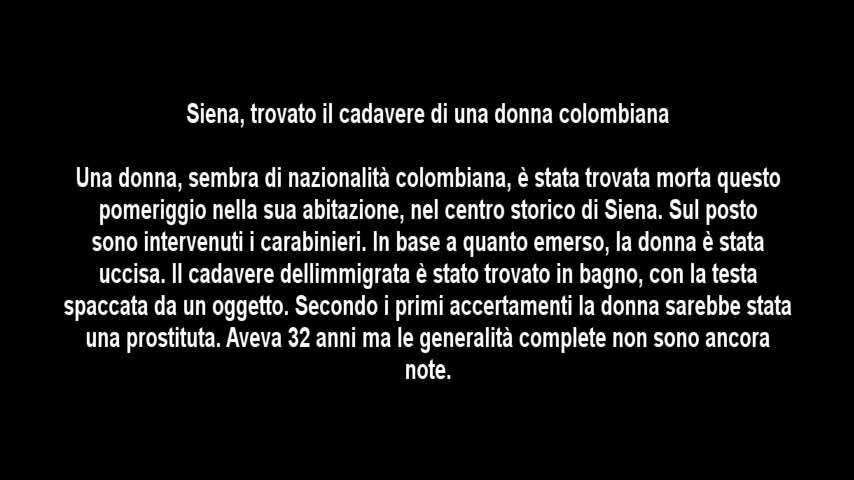 Siena, trovato il cadavere di una donna colombiana
Una donna, sembra di nazionalità colombiana, è stata trovata morta questo
pomeriggio nella sua abitazione, nel centro storico di Siena. Sul posto
sono intervenuti i carabinieri. In base a quanto emerso, la donna è stata
uccisa. Il cadavere dellimmigrata è stato trovato in bagno, con la testa
spaccata da un oggetto. Secondo i primi accertamenti la donna sarebbe stata
una prostituta. Aveva 32 anni ma le generalità complete non sono ancora
note.